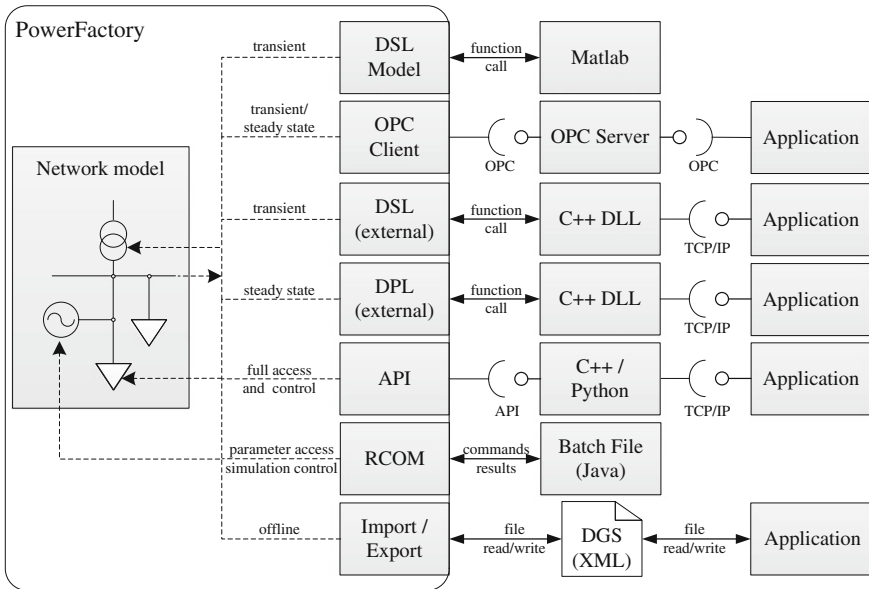 PowerFactory
transient
DSL
Model
function
call
Matlab
transient/
steady state
OPC
Client
OPC
OPC Server
OPC
Application
Network model
transient
DSL
(external)
function
call
C++ DLL
TCP/IP
Application
steady state
DPL
(external)
function
call
C++ DLL
TCP/IP
Application
full access
and control
API
API
C++ /
Python
TCP/IP
Application
parameter access
simulation control
RCOM
commands
results
Batch File
(Java)
offline
Import /
Export
file
read/write
DGS
(XML)
file
read/write
Application